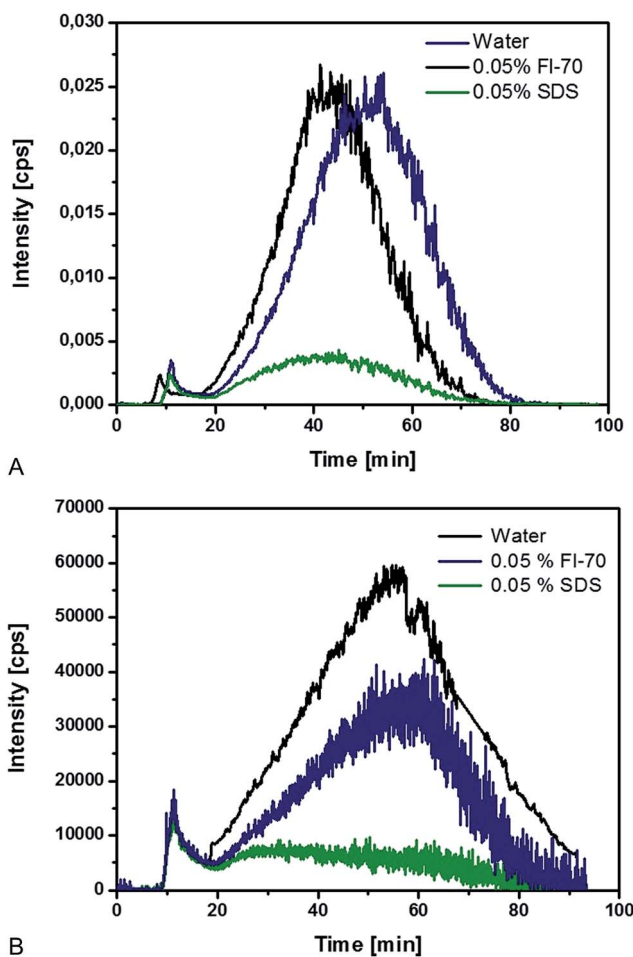 0,030
0,025
0,020
0,015
0,010
0,005
0,000
Intensity [cps]
Water
0.05% FI-70
0.05% SDS
0 20 40 60 80 100
Time [min]
A
70000
60000
50000
40000
30000
20000
10000
0
Intensity [cps]
Water
0.05 % FI-70
0.05 % SDS
0 20 40 60 80 100
Time [min]
B